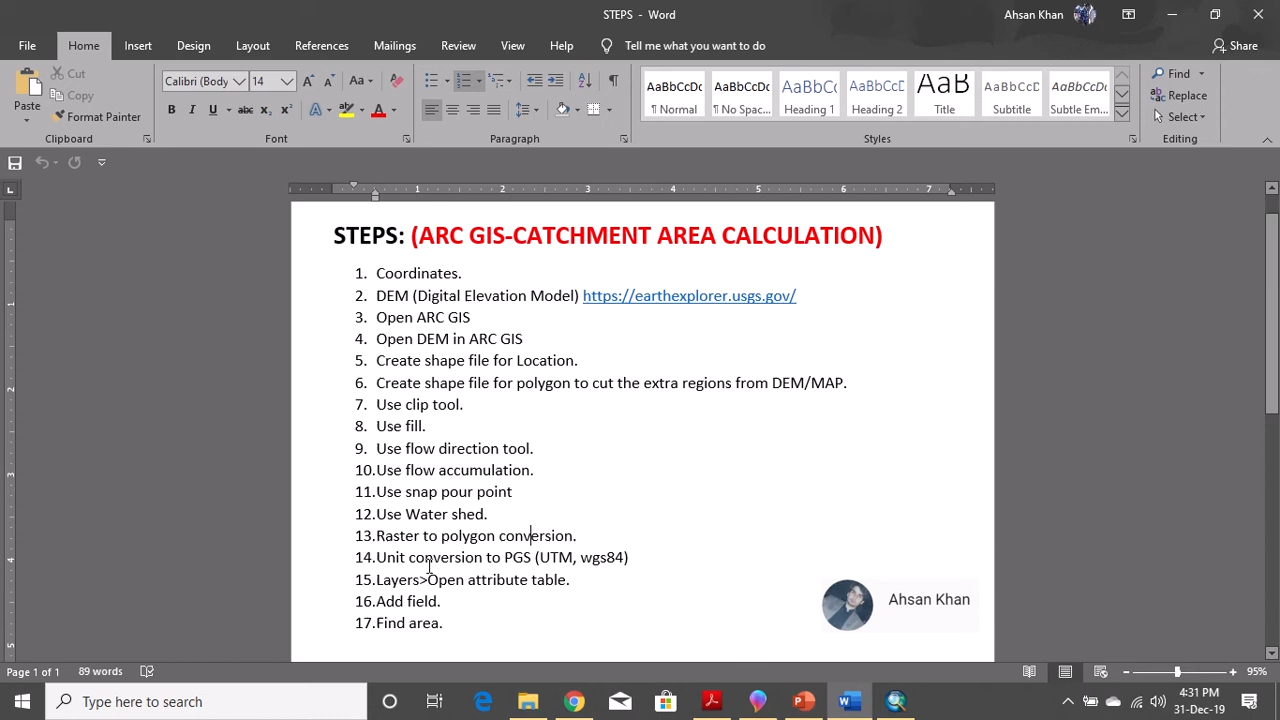 STEPS - Word
Ahsan Khan
File Home Insert Design Layout References Mailings Review View Help Tell me what you want to do Share
Paste
Cut
Copy
Format Painter
Clipboard
Calibri (Body 14
Font
Paragraph
AaBbCcDc AaBbCcDc AaBbCc AaBbCcD AaB AaBbCcD AaBbCcDc
¶ Normal ¶ No Spac... Heading 1 Heading 2 Title Subtitle Subtle Em...
Styles
Find
Replace
Select
Editing
1 2 3 4 5 6 7
STEPS: (ARC GIS-CATCHMENT AREA CALCULATION)
1. Coordinates.
2. DEM (Digital Elevation Model) https://earthexplorer.usgs.gov/
3. Open ARC GIS
4. Open DEM in ARC GIS
5. Create shape file for Location.
6. Create shape file for polygon to cut the extra regions from DEM/MAP.
7. Use clip tool.
8. Use fill.
9. Use flow direction tool.
10.Use flow accumulation.
11.Use snap pour point
12.Use Water shed.
13.Raster to polygon conversion.
14.Unit conversion to PGS (UTM, wgs84)
15.Layers>Open attribute table.
16.Add field.
17.Find area.
Ahsan Khan
Page 1 of 1 89 words 95%
Type here to search
4:31 PM
31-Dec-19